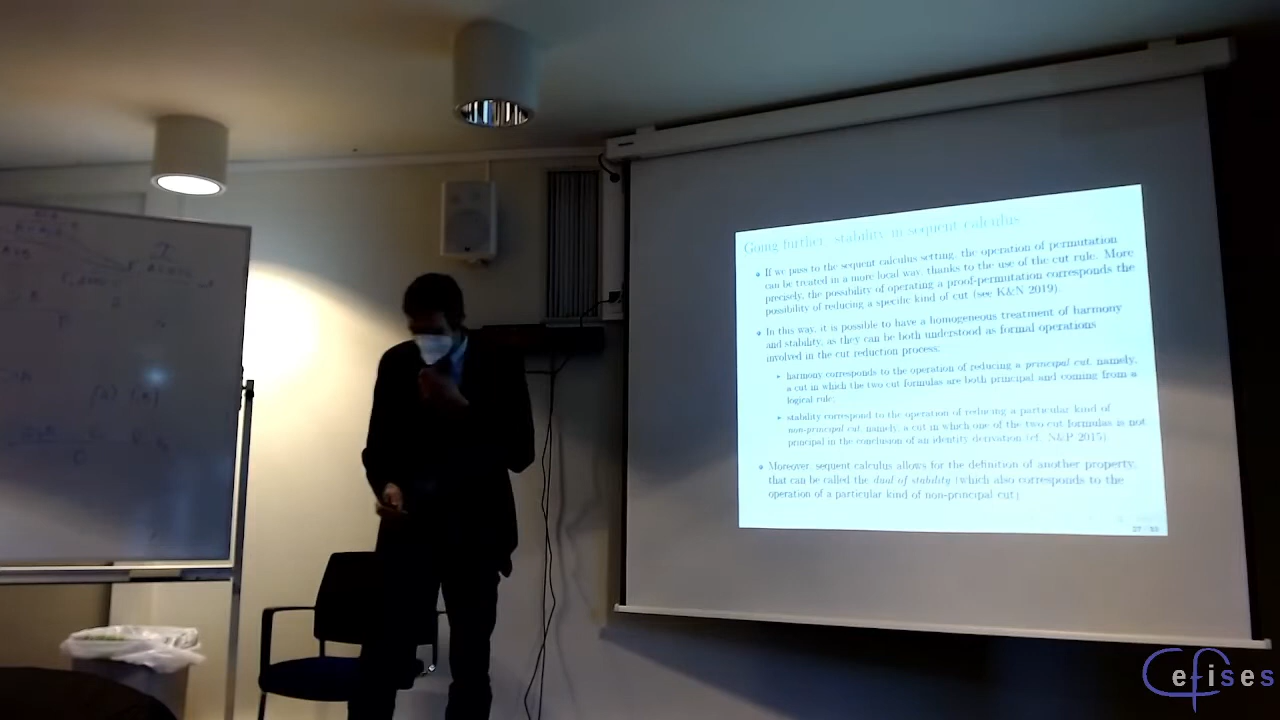 Going further: stability in sequent calculus
If we pass to the sequent calculus setting, the operation of permutation
can be treated in a more local way, thanks to the use of the cut rule. More
precisely, the possibility of operating a proof-permutation corresponds the
possibility of reducing a specific kind of cut (see K&N 2019).
In this way, it is possible to have a homogeneous treatment of harmony
and stability, as they can be both understood as formal operations
involved in the cut reduction process:
harmony corresponds to the operation of reducing a principal cut, namely,
a cut in which the two cut formulas are both principal and coming from a
logical rule;
stability correspond to the operation of reducing a particular kind of
non-principal cut, namely, a cut in which one of the two cut formulas is not
principal in the conclusion of an identity derivation (cf. N&P 2015)
Moreover, sequent calculus allows for the definition of another property,
that can be called the dual of stability (which also corresponds to the
operation of a particular kind of non-principal cut)
Cefises